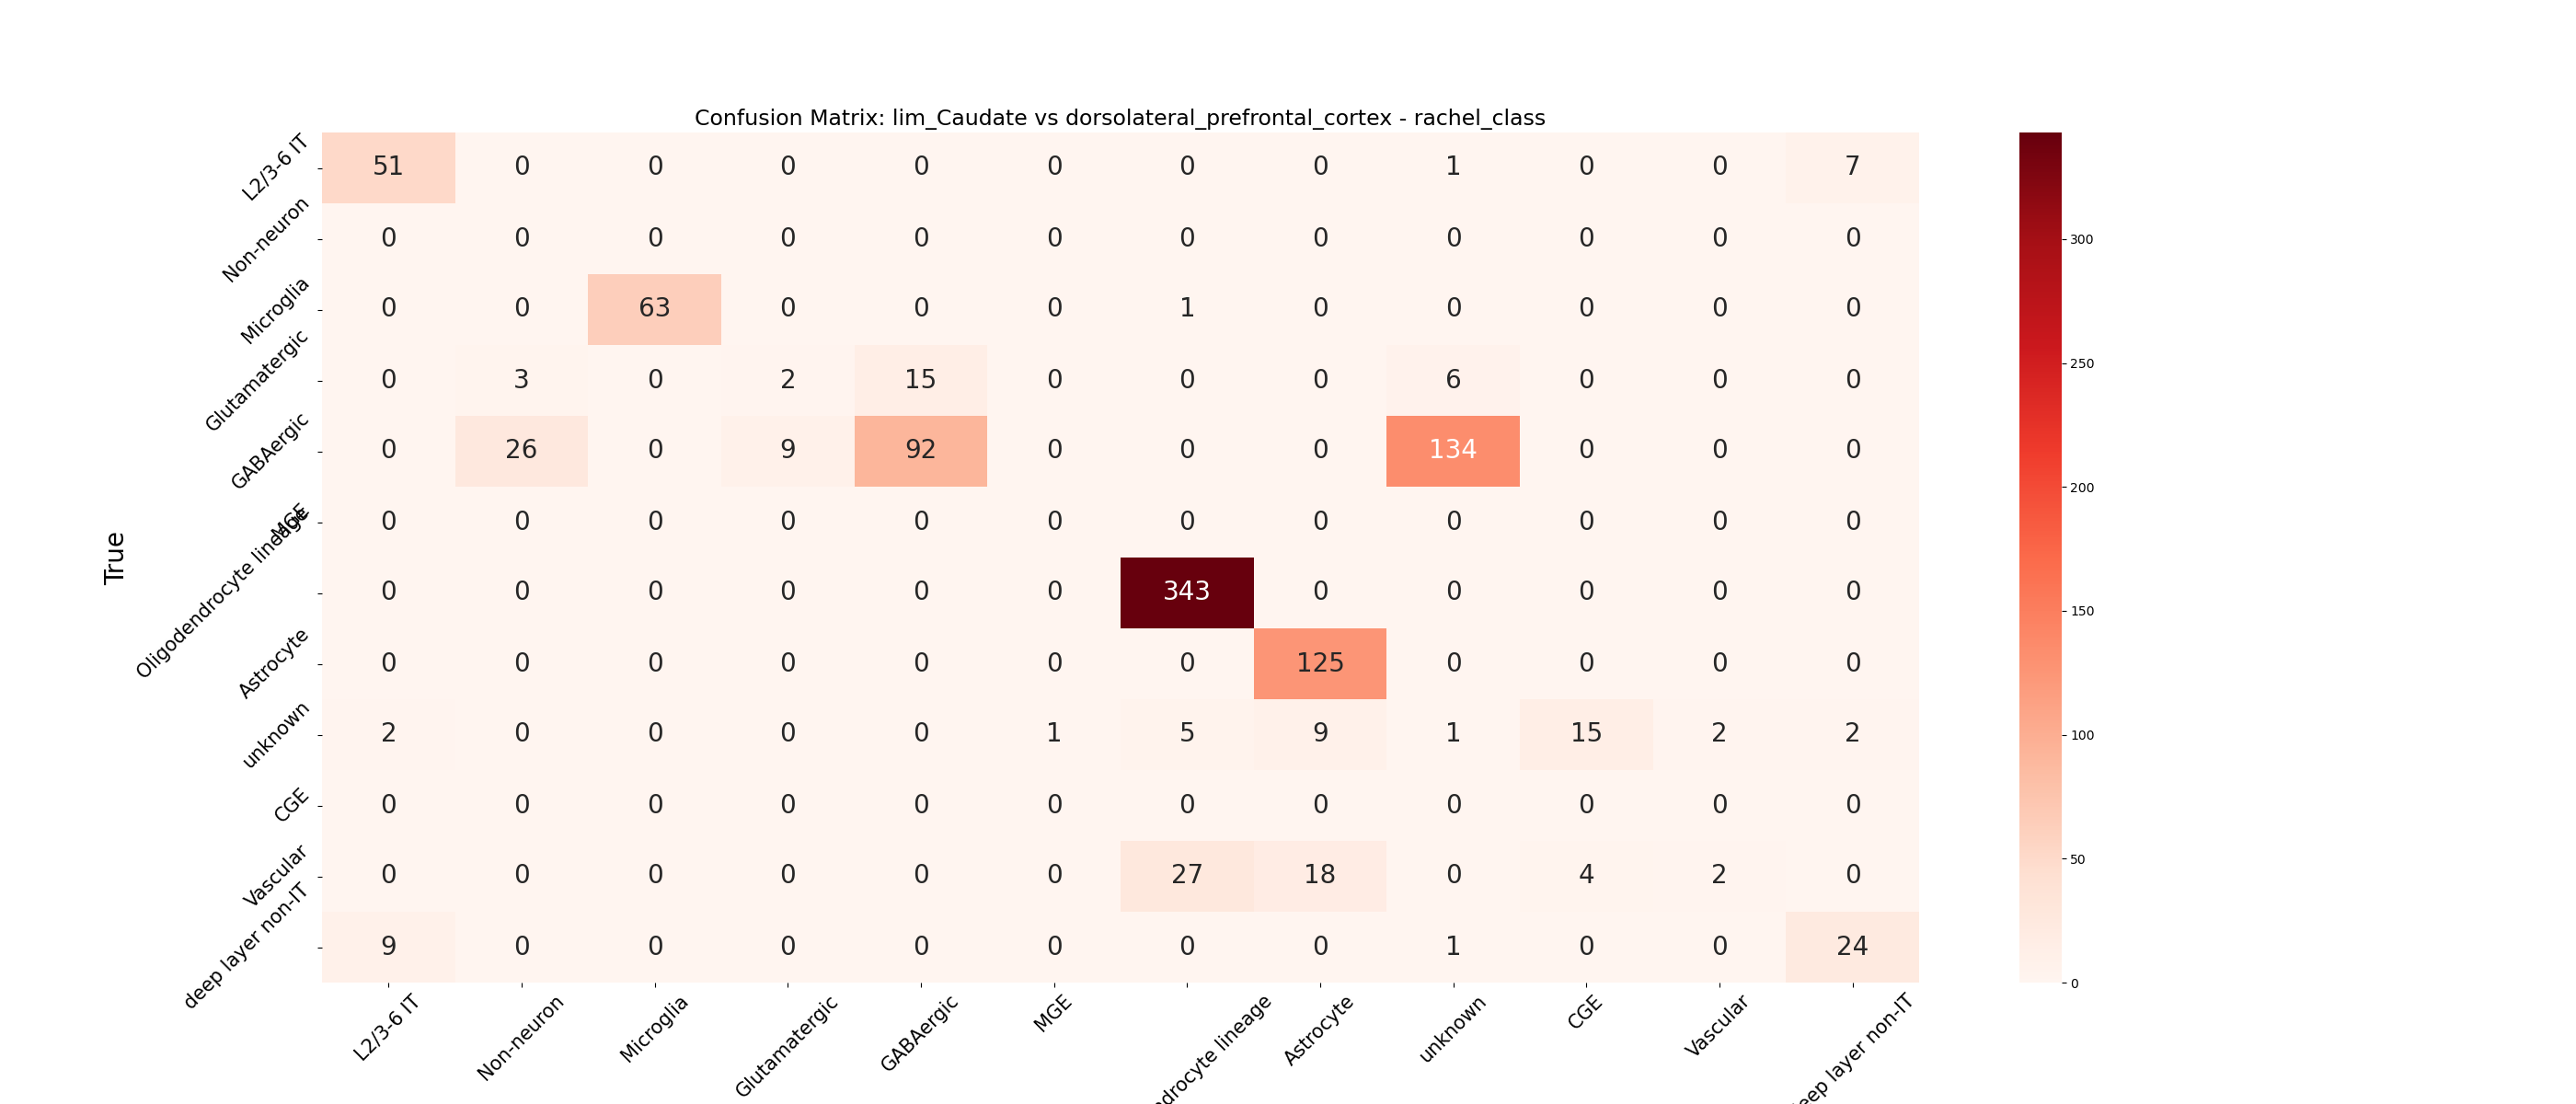 Confusion Matrix: lim_Caudate vs dorsolateral_prefrontal_cortex - rachel_class
True
L2/3-6 IT 51 0 0 0 0 0 0 0 1 0 0 7
Non-neuron 0 0 0 0 0 0 0 0 0 0 0 0
Microglia 0 0 63 0 0 0 1 0 0 0 0 0
Glutamatergic 0 3 0 2 15 0 0 0 6 0 0 0
GABAergic 0 26 0 9 92 0 0 0 134 0 0 0
MGE 0 0 0 0 0 0 0 0 0 0 0 0
Oligodendrocyte lineage 0 0 0 0 0 0 343 0 0 0 0 0
Astrocyte 0 0 0 0 0 0 0 125 0 0 0 0
unknown 2 0 0 0 0 1 5 9 1 15 2 2
CGE 0 0 0 0 0 0 0 0 0 0 0 0
Vascular 0 0 0 0 0 0 27 18 0 4 2 0
deep layer non-IT 9 0 0 0 0 0 0 0 1 0 0 24
L2/3-6 IT Non-neuron Microglia Glutamatergic GABAergic MGE ndrocyte lineage Astrocyte unknown CGE Vascular eep layer non-IT
300
250
200
150
100
50
0